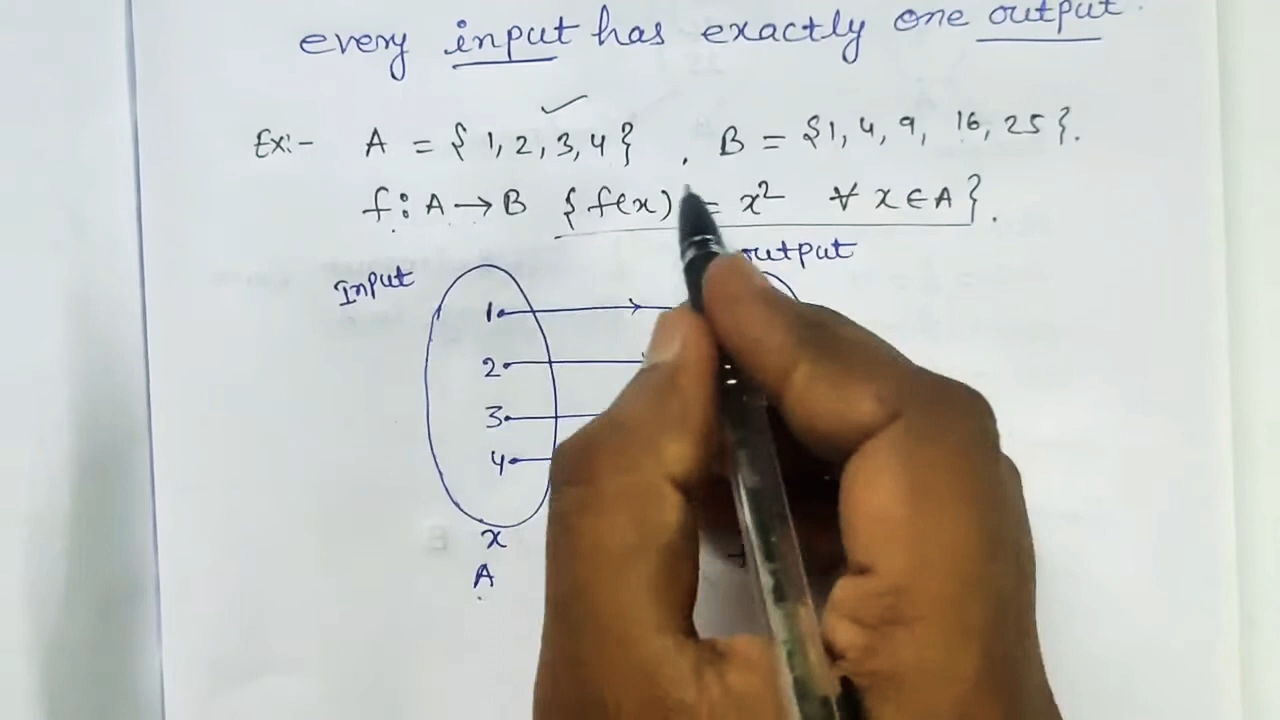 every input has exactly one output.
Ex:- A = { 1, 2, 3, 4 } , B = {1, 4, 9, 16, 25 }.
f : A → B { f(x) = x² ∀ x ∈ A }.
Input output
1
2
3
4
x
A